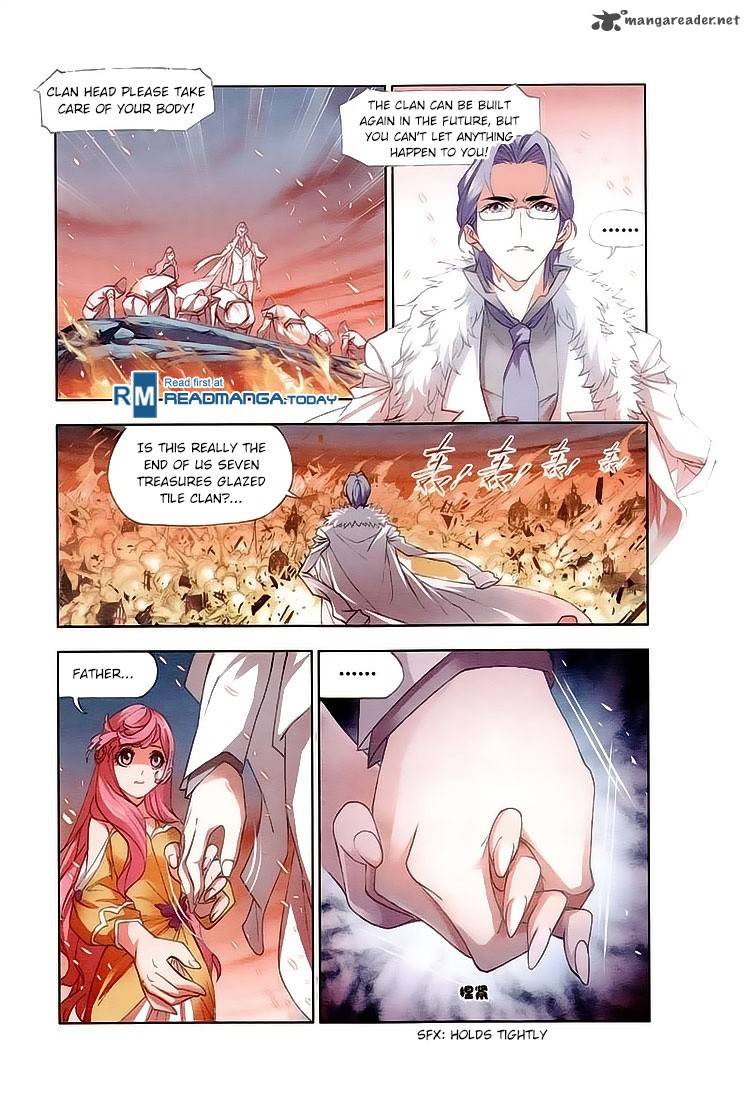 mangareader.net
CLAN HEAD PLEASE TAKE
CARE OF YOUR BODY!
THE CLAN CAN BE BUILT
AGAIN IN THE FUTURE, BUT
YOU CAN'T LET ANYTHING
HAPPEN TO YOU!
......
RM
Read first at
READMANGA.TODAY
IS THIS REALLY THE
END OF US SEVEN
TREASURES GLAZED
TILE CLAN?...
FATHER...
......
SFX: HOLDS TIGHTLY